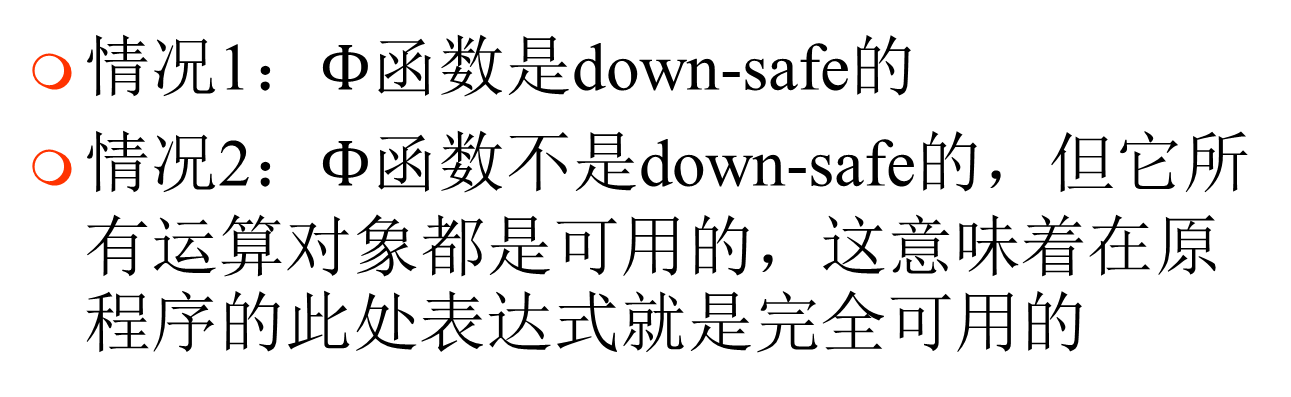 情况1：Φ函数是down-safe的
情况2：Φ函数不是down-safe的，但它所
有运算对象都是可用的，这意味着在原
程序的此处表达式就是完全可用的